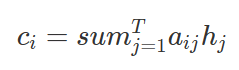 c_i = sum_{j=1}^{T} a_{ij} h_j